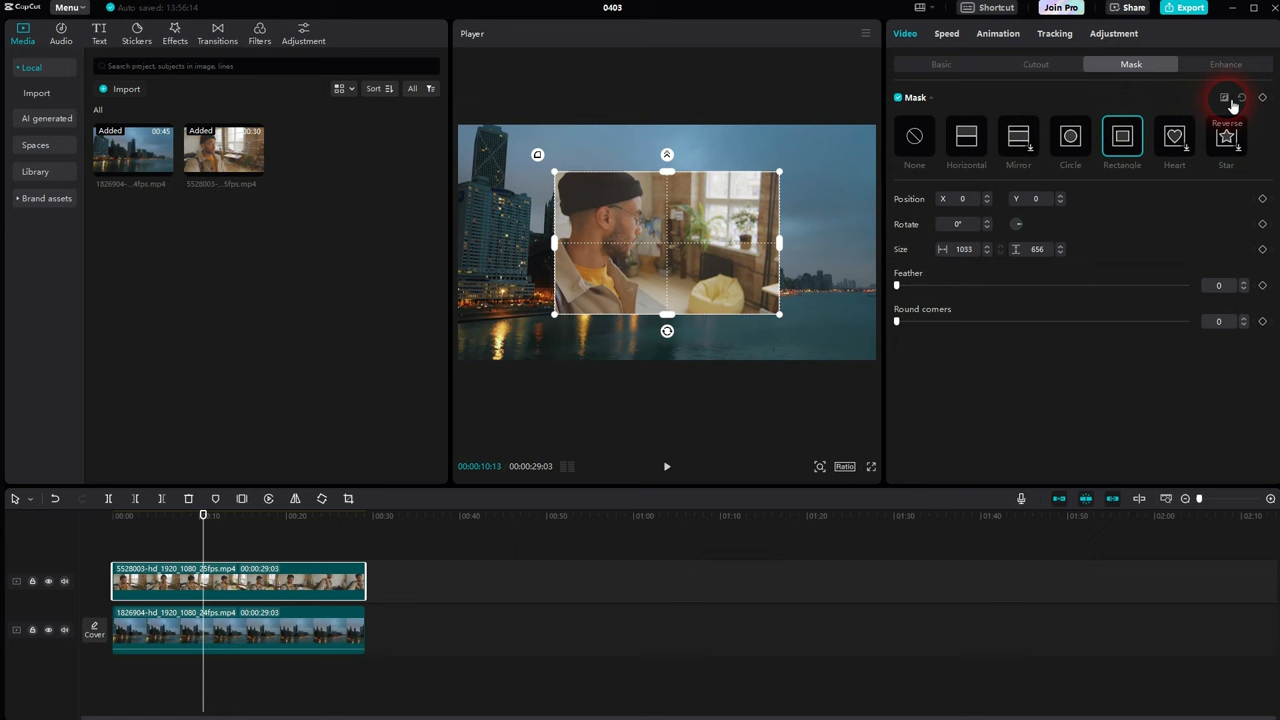 CapCut
Menu
Auto saved: 13:56:14
0403
Shortcut
Join Pro
Share
Export
Media
Audio
Text
Stickers
Effects
Transitions
Filters
Adjustment
Local
Import
AI generated
Spaces
Library
Brand assets
Search project, subjects in image, lines
Import
Sort
All
All
Added
00:45
Added
00:30
1826904-...4fps.mp4
5528003-...5fps.mp4
Player
00:00:10:13
00:00:29:03
Ratio
Video
Speed
Animation
Tracking
Adjustment
Basic
Cutout
Mask
Enhance
Mask
Reverse
None
Horizontal
Mirror
Circle
Rectangle
Heart
Star
Position
X
0
Y
0
Rotate
0°
Size
1033
656
Feather
0
Round corners
0
00:00
00:10
00:20
00:30
00:40
00:50
01:00
01:10
01:20
01:30
01:40
01:50
02:00
02:10
5528003-hd_1920_1080_25fps.mp4 00:00:29:03
Cover
1826904-hd_1920_1080_24fps.mp4 00:00:29:03